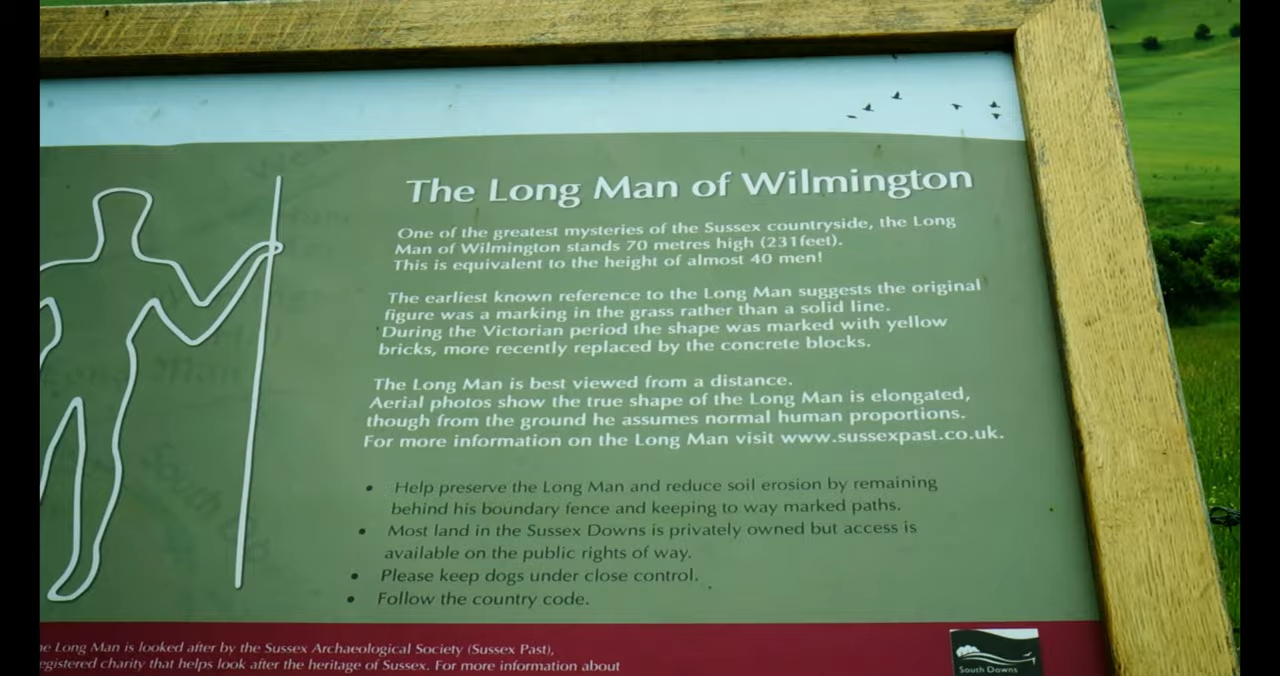 The Long Man of Wilmington
One of the greatest mysteries of the Sussex countryside, the Long
Man of Wilmington stands 70 metres high (231feet).
This is equivalent to the height of almost 40 men!
The earliest known reference to the Long Man suggests the original
figure was a marking in the grass rather than a solid line.
During the Victorian period the shape was marked with yellow
bricks, more recently replaced by the concrete blocks.
The Long Man is best viewed from a distance.
Aerial photos show the true shape of the Long Man is elongated,
though from the ground he assumes normal human proportions.
For more information on the Long Man visit www.sussexpast.co.uk.
• Help preserve the Long Man and reduce soil erosion by remaining
behind his boundary fence and keeping to way marked paths.
• Most land in the Sussex Downs is privately owned but access is
available on the public rights of way.
• Please keep dogs under close control.
• Follow the country code.
he Long Man is looked after by the Sussex Archaeological Society (Sussex Past),
egistered charity that helps look after the heritage of Sussex. For more information about
South Downs